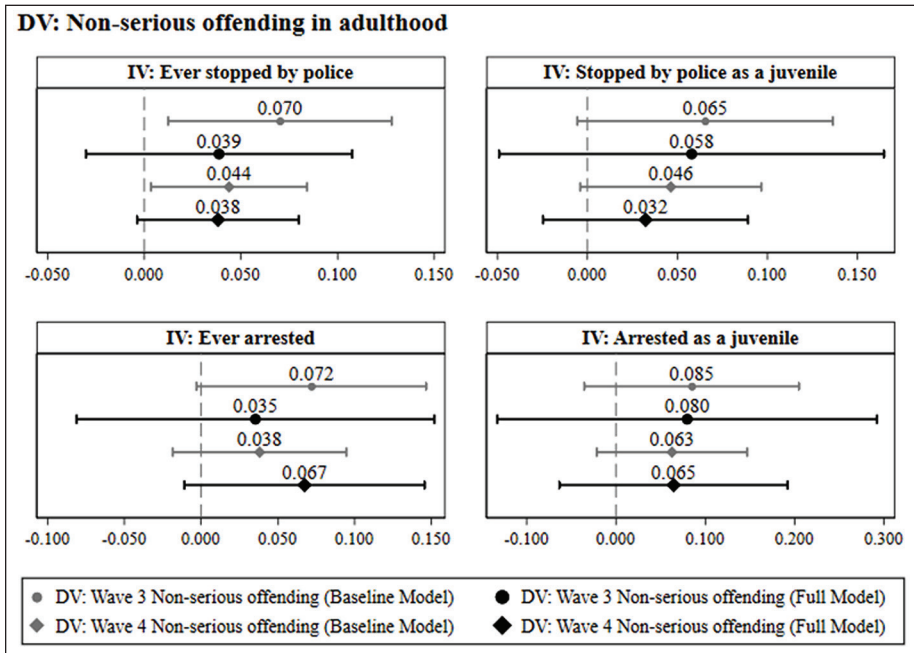 DV: Non-serious offending in adulthood
IV: Ever stopped by police
0.070
0.039
0.044
0.038
-0.050 0.000 0.050 0.100 0.150
IV: Stopped by police as a juvenile
0.065
0.058
0.046
0.032
-0.050 0.000 0.050 0.100 0.150
IV: Ever arrested
0.072
0.035
0.038
0.067
-0.100 -0.050 0.000 0.050 0.100 0.150
IV: Arrested as a juvenile
0.085
0.080
0.063
0.065
-0.100 0.000 0.100 0.200 0.300
DV: Wave 3 Non-serious offending (Baseline Model)
DV: Wave 3 Non-serious offending (Full Model)
DV: Wave 4 Non-serious offending (Baseline Model)
DV: Wave 4 Non-serious offending (Full Model)